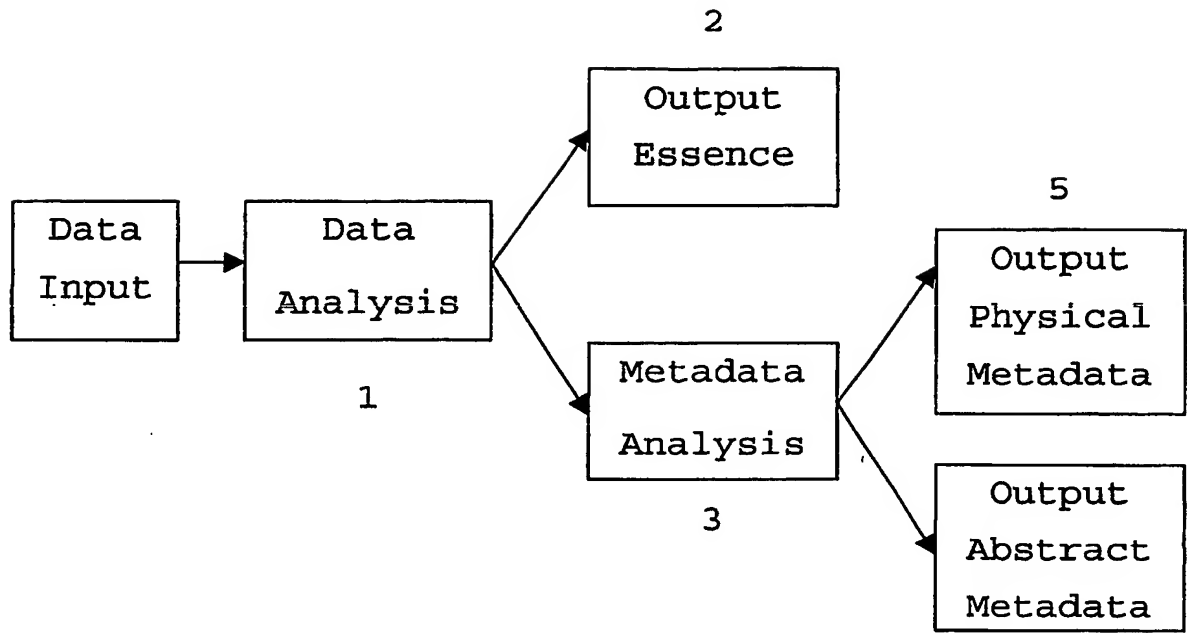 2
Output
Essence
5
Data
Input
Data
Analysis
1
Output
Physical
Metadata
Metadata
Analysis
3
Output
Abstract
Metadata